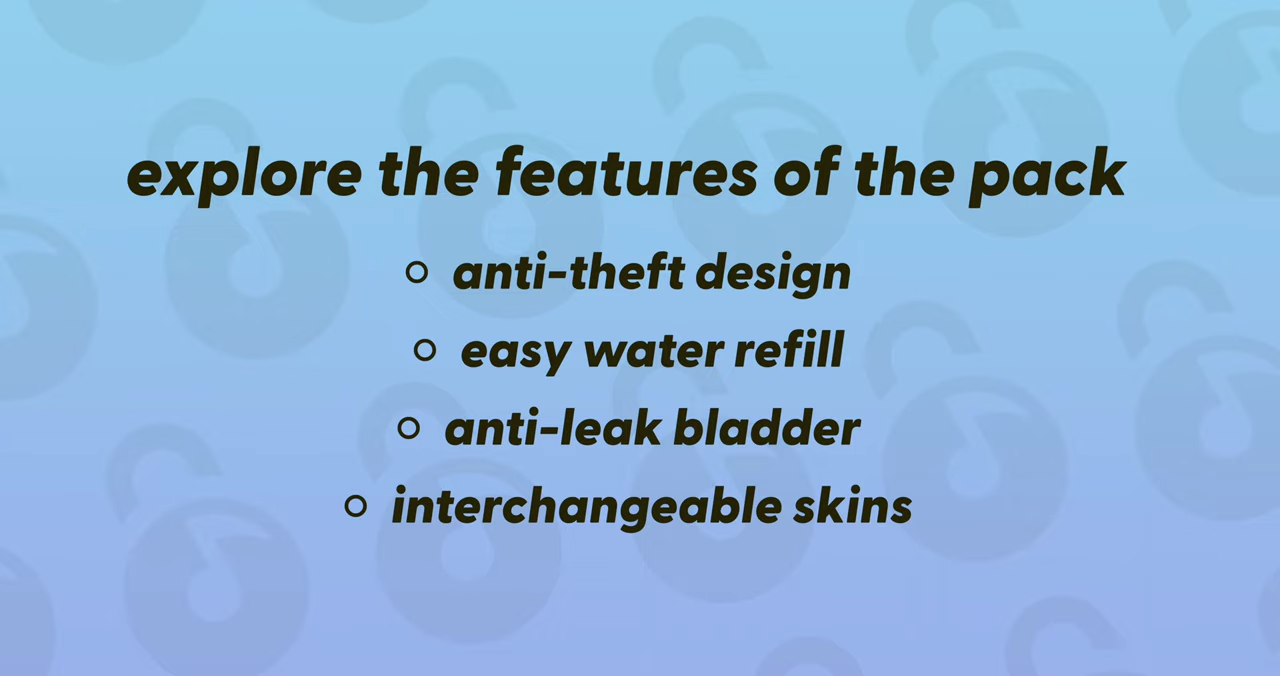 explore the features of the pack
anti-theft design
easy water refill
anti-leak bladder
interchangeable skins